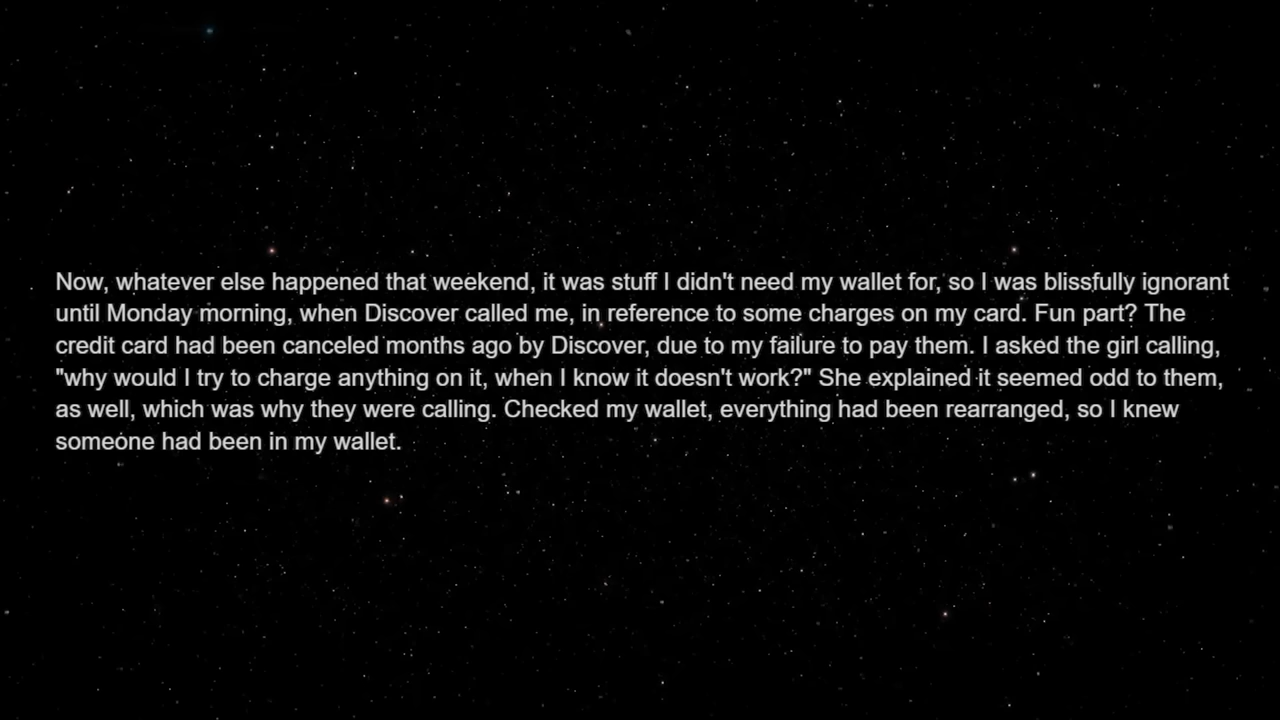 Now, whatever else happened that weekend, it was stuff I didn't need my wallet for, so I was blissfully ignorant
until Monday morning, when Discover called me, in reference to some charges on my card. Fun part? The
credit card had been canceled months ago by Discover, due to my failure to pay them. I asked the girl calling,
"why would I try to charge anything on it, when I know it doesn't work?" She explained it seemed odd to them,
as well, which was why they were calling. Checked my wallet, everything had been rearranged, so I knew
someone had been in my wallet.